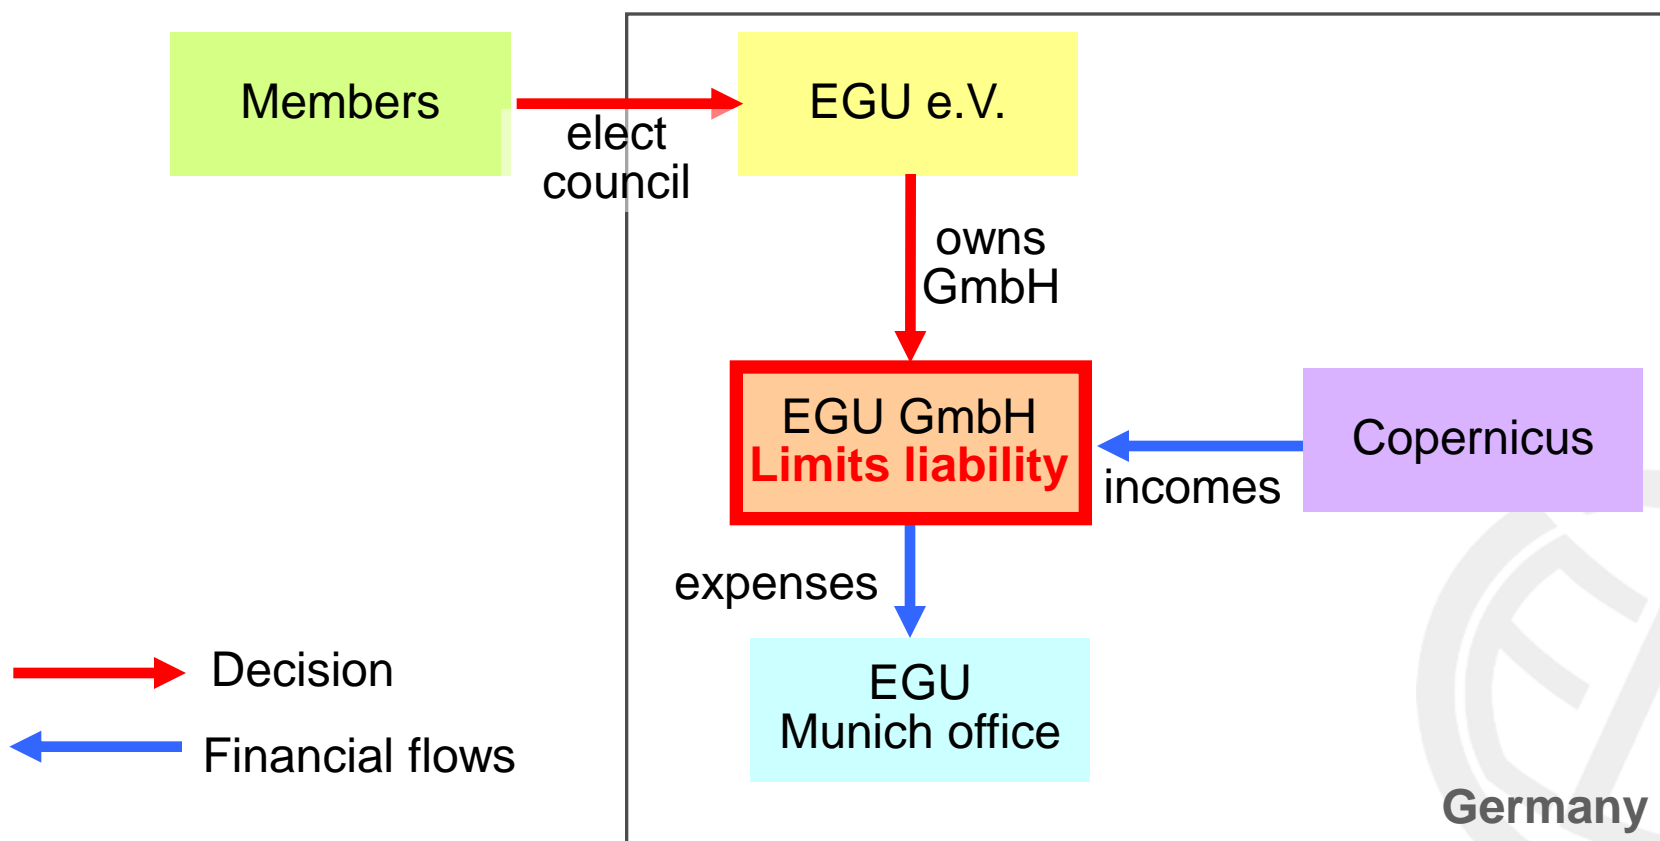 Members
elect
council
EGU e.V.
owns
GmbH
EGU GmbH
Limits liability
incomes
Copernicus
expenses
EGU
Munich office
Decision
Financial flows
Germany